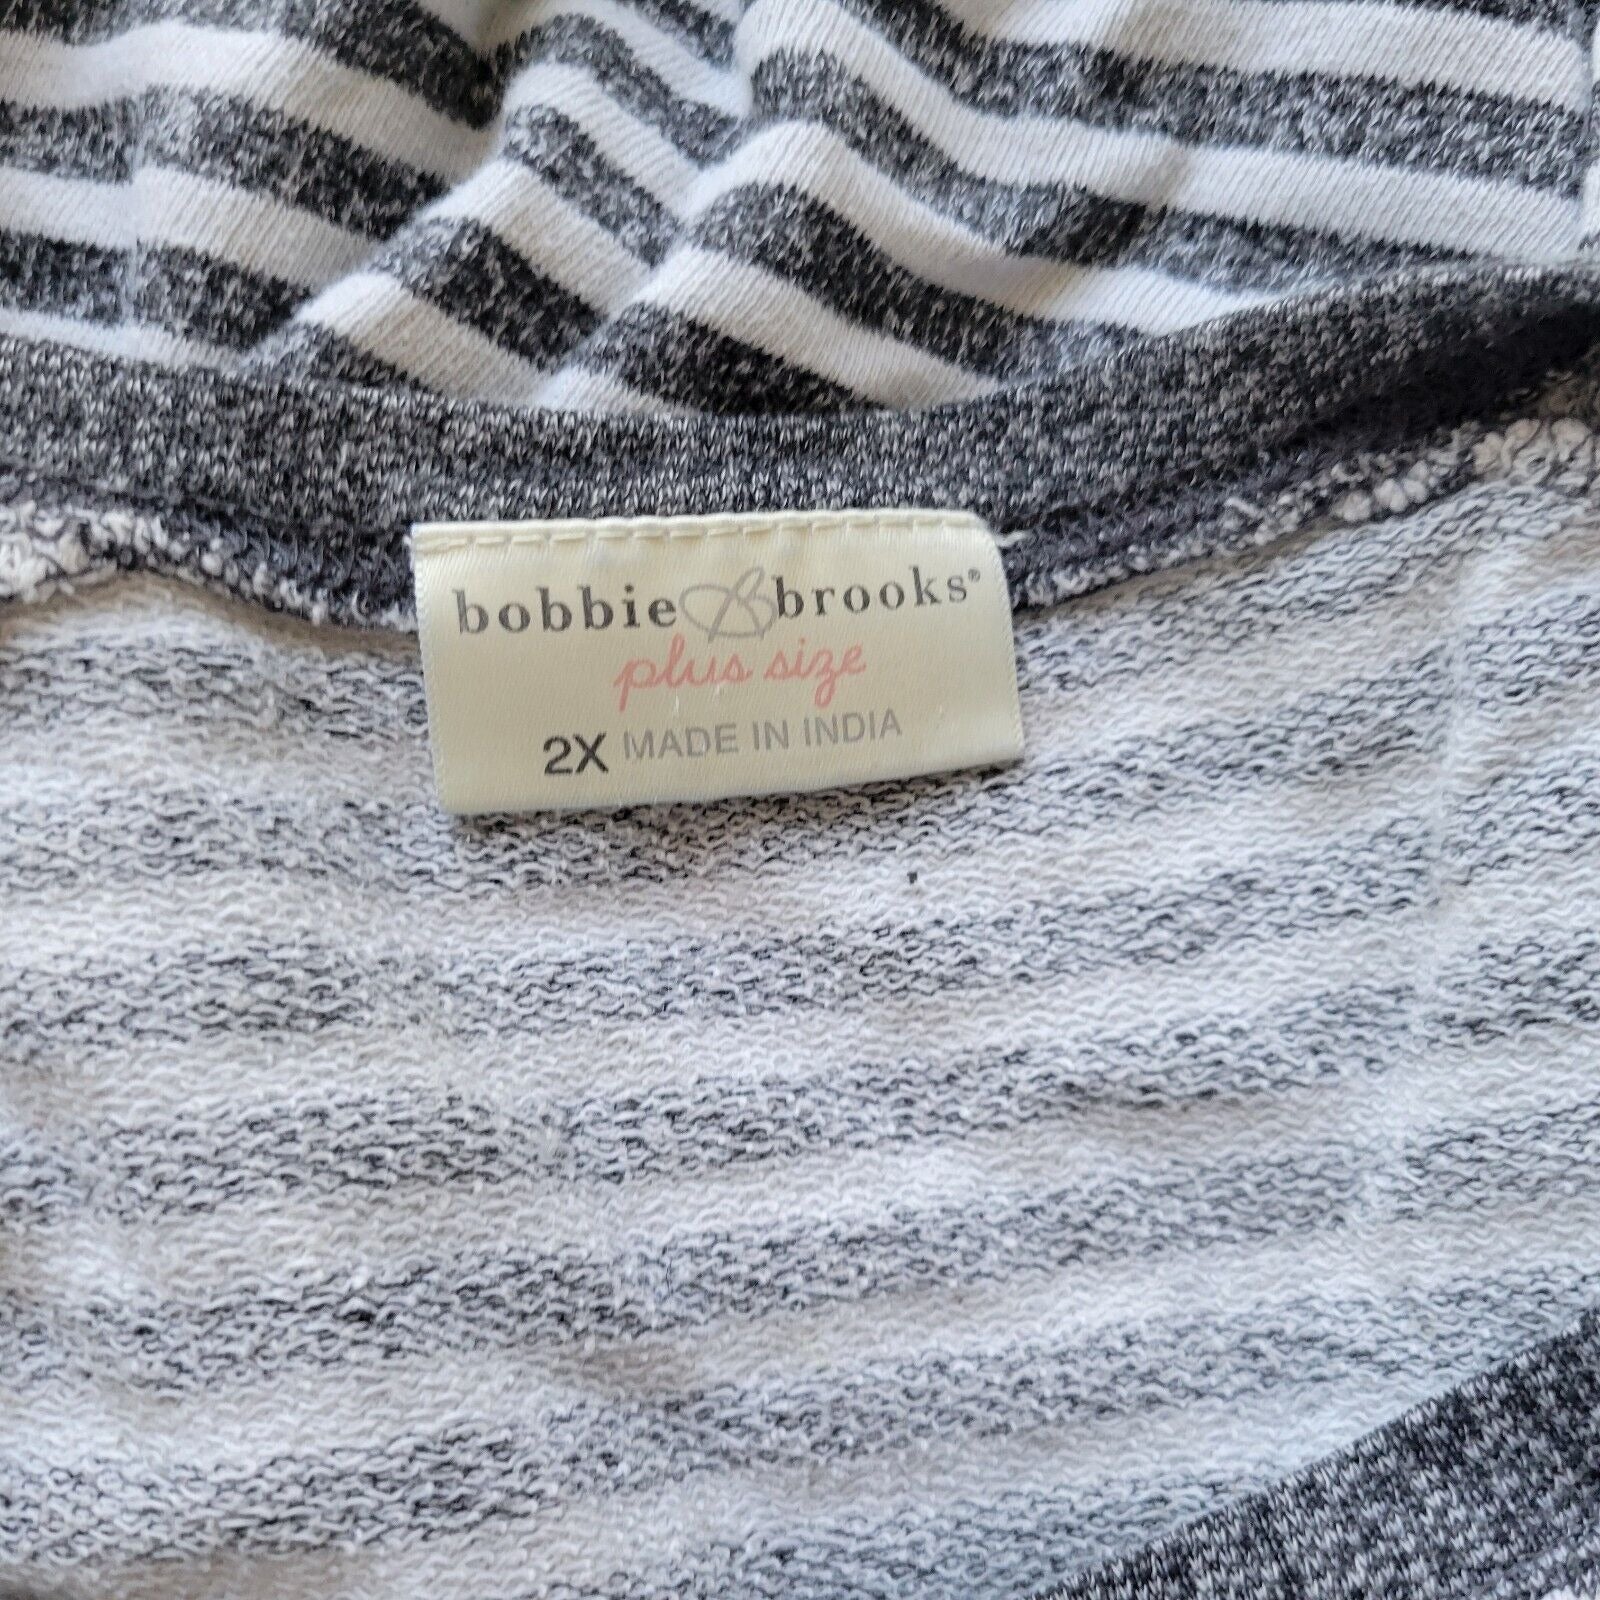 bobbie B brooks®
plus size
2X MADE IN INDIA